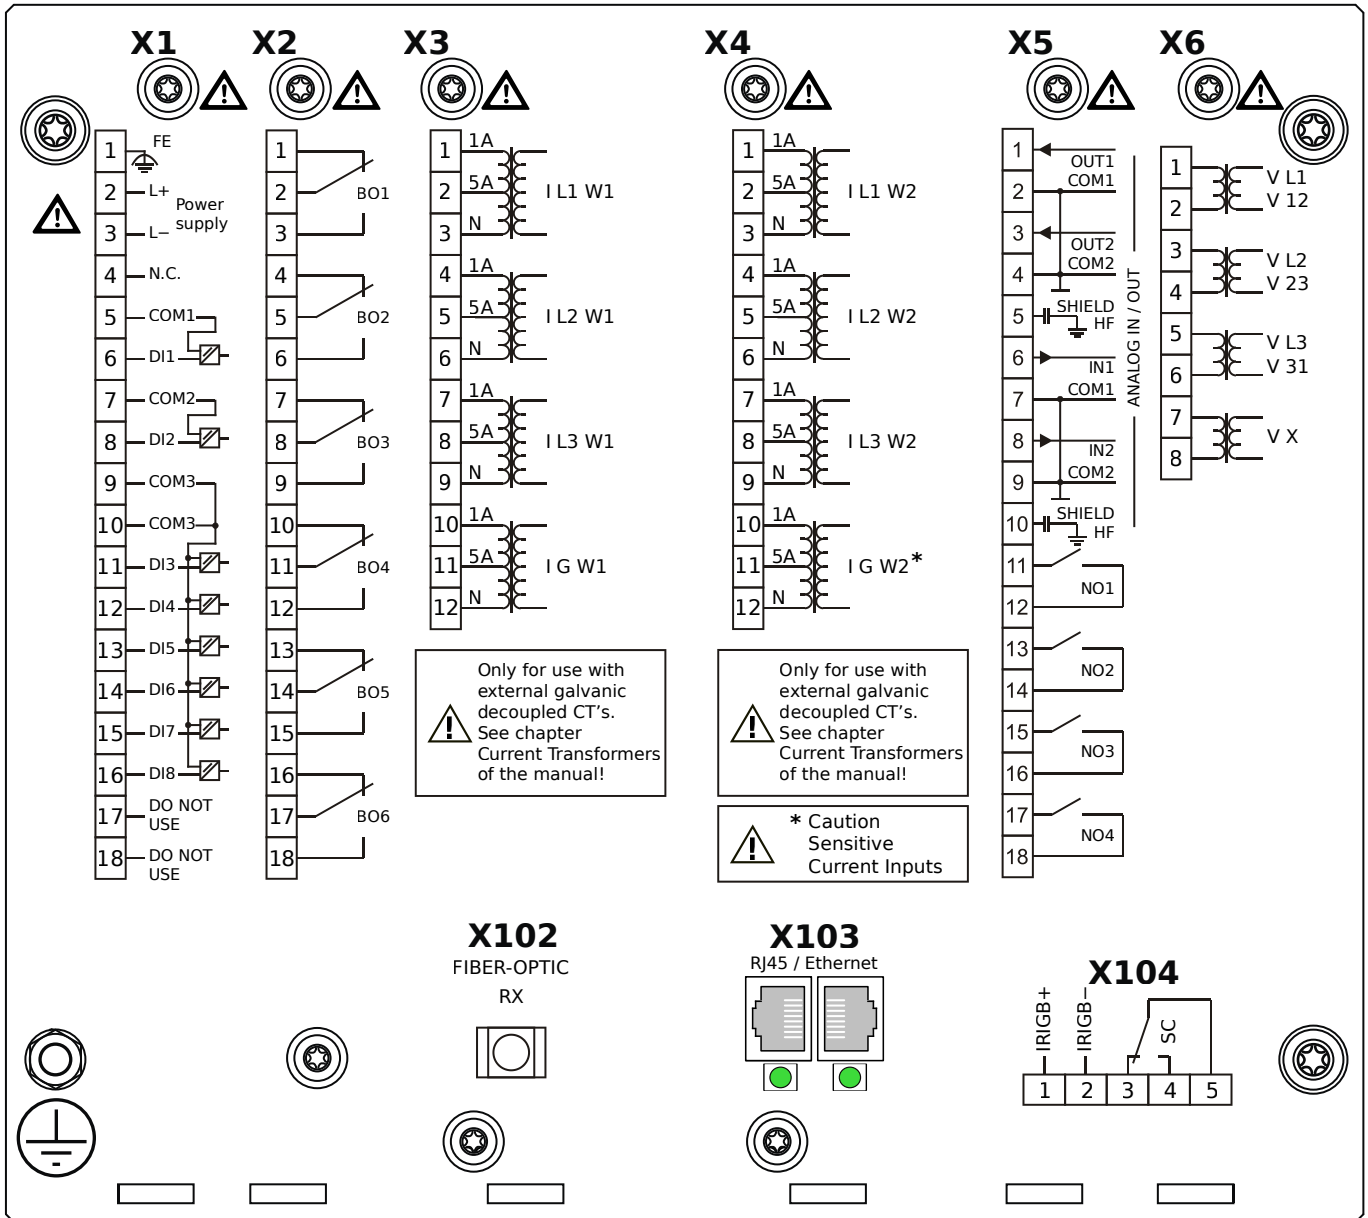 X1
X2
X3
X4
X5
X6
1
FE
2
L+
Power
supply
3
L−
4
N.C.
5
COM1
6
DI1
7
COM2
8
DI2
9
COM3
10
COM3
11
DI3
12
DI4
13
DI5
14
DI6
15
DI7
16
DI8
17
DO NOT
USE
18
DO NOT
USE
1
2
BO1
3
4
5
BO2
6
7
8
BO3
9
10
11
BO4
12
13
14
BO5
15
16
17
BO6
18
1
1A
2
5A
I L1 W1
3
N
4
1A
5
5A
I L2 W1
6
N
7
1A
8
5A
I L3 W1
9
N
10
1A
11
5A
I G W1
12
N
Only for use with
external galvanic
decoupled CT’s.
See chapter
Current Transformers
of the manual!
1
1A
2
5A
I L1 W2
3
N
4
1A
5
5A
I L2 W2
6
N
7
1A
8
5A
I L3 W2
9
N
10
1A
11
5A
I G W2*
12
N
Only for use with
external galvanic
decoupled CT’s.
See chapter
Current Transformers
of the manual!
* Caution
Sensitive
Current Inputs
1
OUT1
2
COM1
3
OUT2
4
COM2
5
SHIELD
HF
6
IN1
7
COM1
8
IN2
9
COM2
10
SHIELD
HF
ANALOG IN / OUT
11
NO1
12
13
NO2
14
15
NO3
16
17
NO4
18
1
V L1
2
V 12
3
V L2
4
V 23
5
V L3
6
V 31
7
V X
8
X102
FIBER-OPTIC
RX
X103
RJ45 / Ethernet
X104
IRIGB+
IRIGB−
SC
1 2 3 4 5